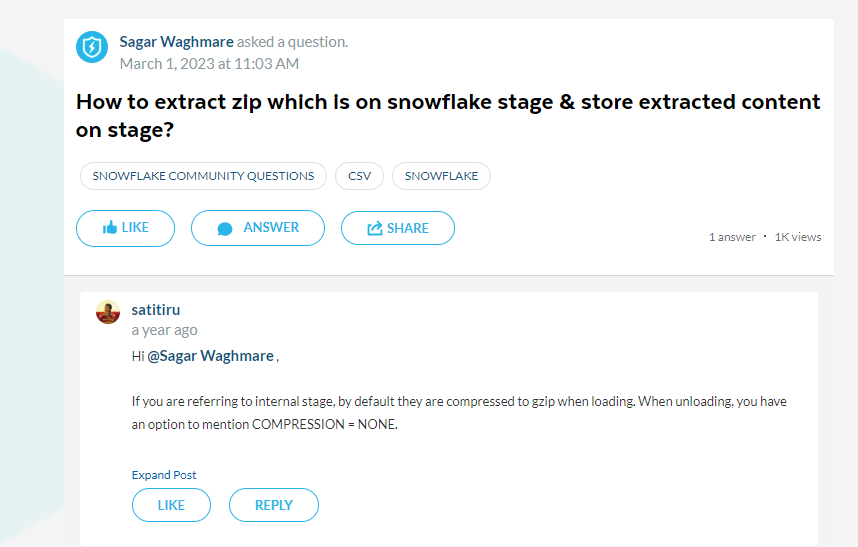 Sagar Waghmare asked a question.
March 1, 2023 at 11:03 AM
How to extract zip which is on snowflake stage & store extracted content
on stage?
SNOWFLAKE COMMUNITY QUESTIONS CSV SNOWFLAKE
LIKE ANSWER SHARE
1 answer · 1K views
satitiru
a year ago
Hi @Sagar Waghmare ,
If you are referring to internal stage, by default they are compressed to gzip when loading. When unloading, you have
an option to mention COMPRESSION = NONE.
Expand Post
LIKE REPLY